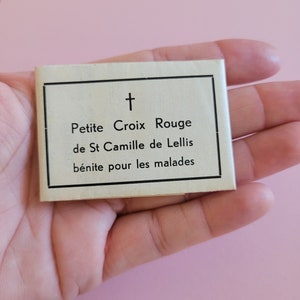 Petite Croix Rouge
de St Camille de Lellis
bénite pour les malades